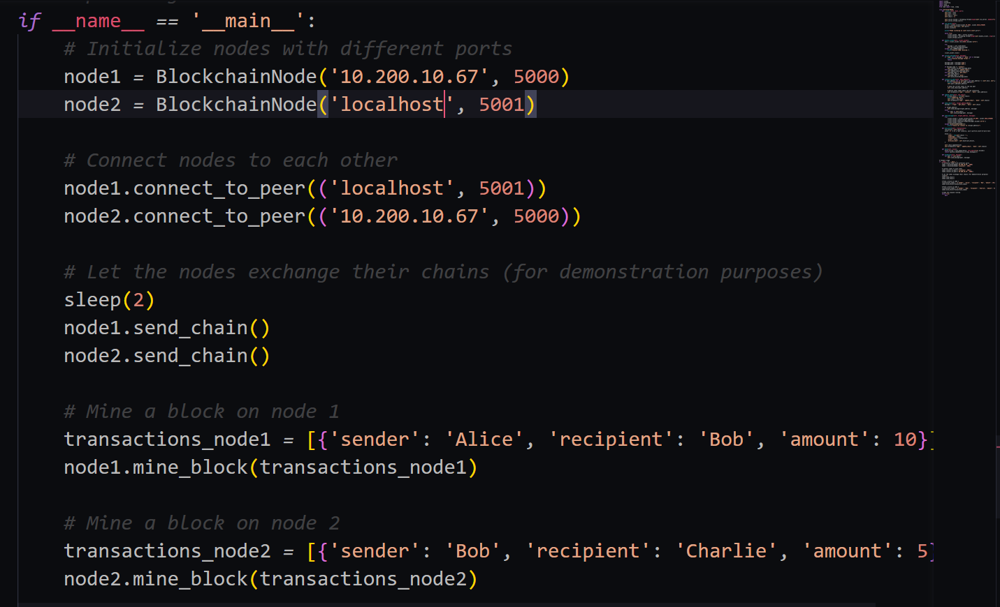 if __name__ == '__main__':
# Initialize nodes with different ports
node1 = BlockchainNode('10.200.10.67', 5000)
node2 = BlockchainNode('localhost', 5001)
# Connect nodes to each other
node1.connect_to_peer(('localhost', 5001))
node2.connect_to_peer(('10.200.10.67', 5000))
# Let the nodes exchange their chains (for demonstration purposes)
sleep(2)
node1.send_chain()
node2.send_chain()
# Mine a block on node 1
transactions_node1 = [{'sender': 'Alice', 'recipient': 'Bob', 'amount': 10}]
node1.mine_block(transactions_node1)
# Mine a block on node 2
transactions_node2 = [{'sender': 'Bob', 'recipient': 'Charlie', 'amount': 5}
node2.mine_block(transactions_node2)